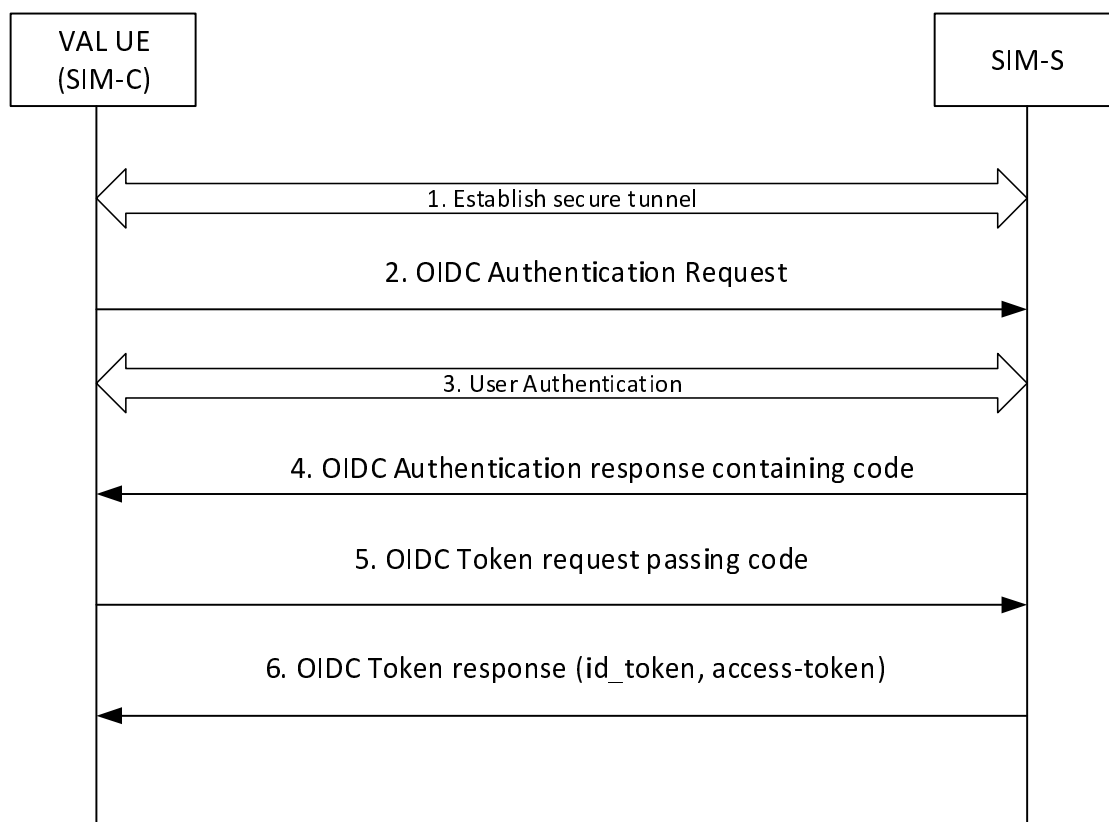 VAL UE
(SIM-C)
SIM-S
1. Establish secure tunnel
2. OIDC Authentication Request
3. User Authentication
4. OIDC Authentication response containing code
5. OIDC Token request passing code
6. OIDC Token response (id_token, access-token)